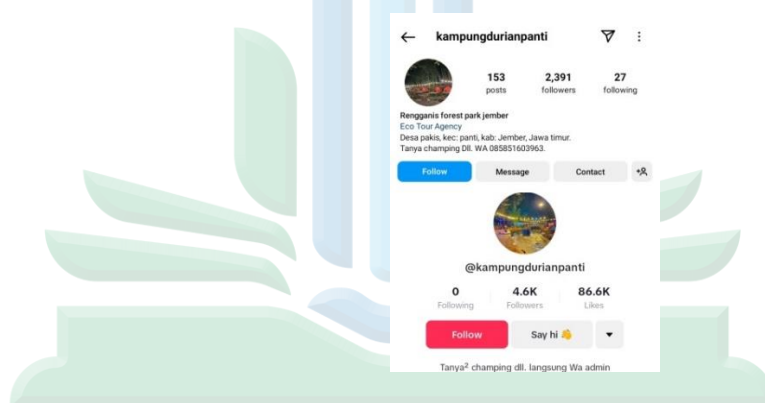 kampungdurianpanti
153 2,391 27
posts followers following
Rengganis forest park jember
Eco Tour Agency
Desa pakis, kec: panti, kab: Jember, Jawa timur.
Tanya champing Dll. WA 085851603963.
Follow Message Contact
@kampungdurianpanti
0 4.6K 86.6K
Following Followers Likes
Follow Say hi 👋
Tanya² champing dll. langsung Wa admin